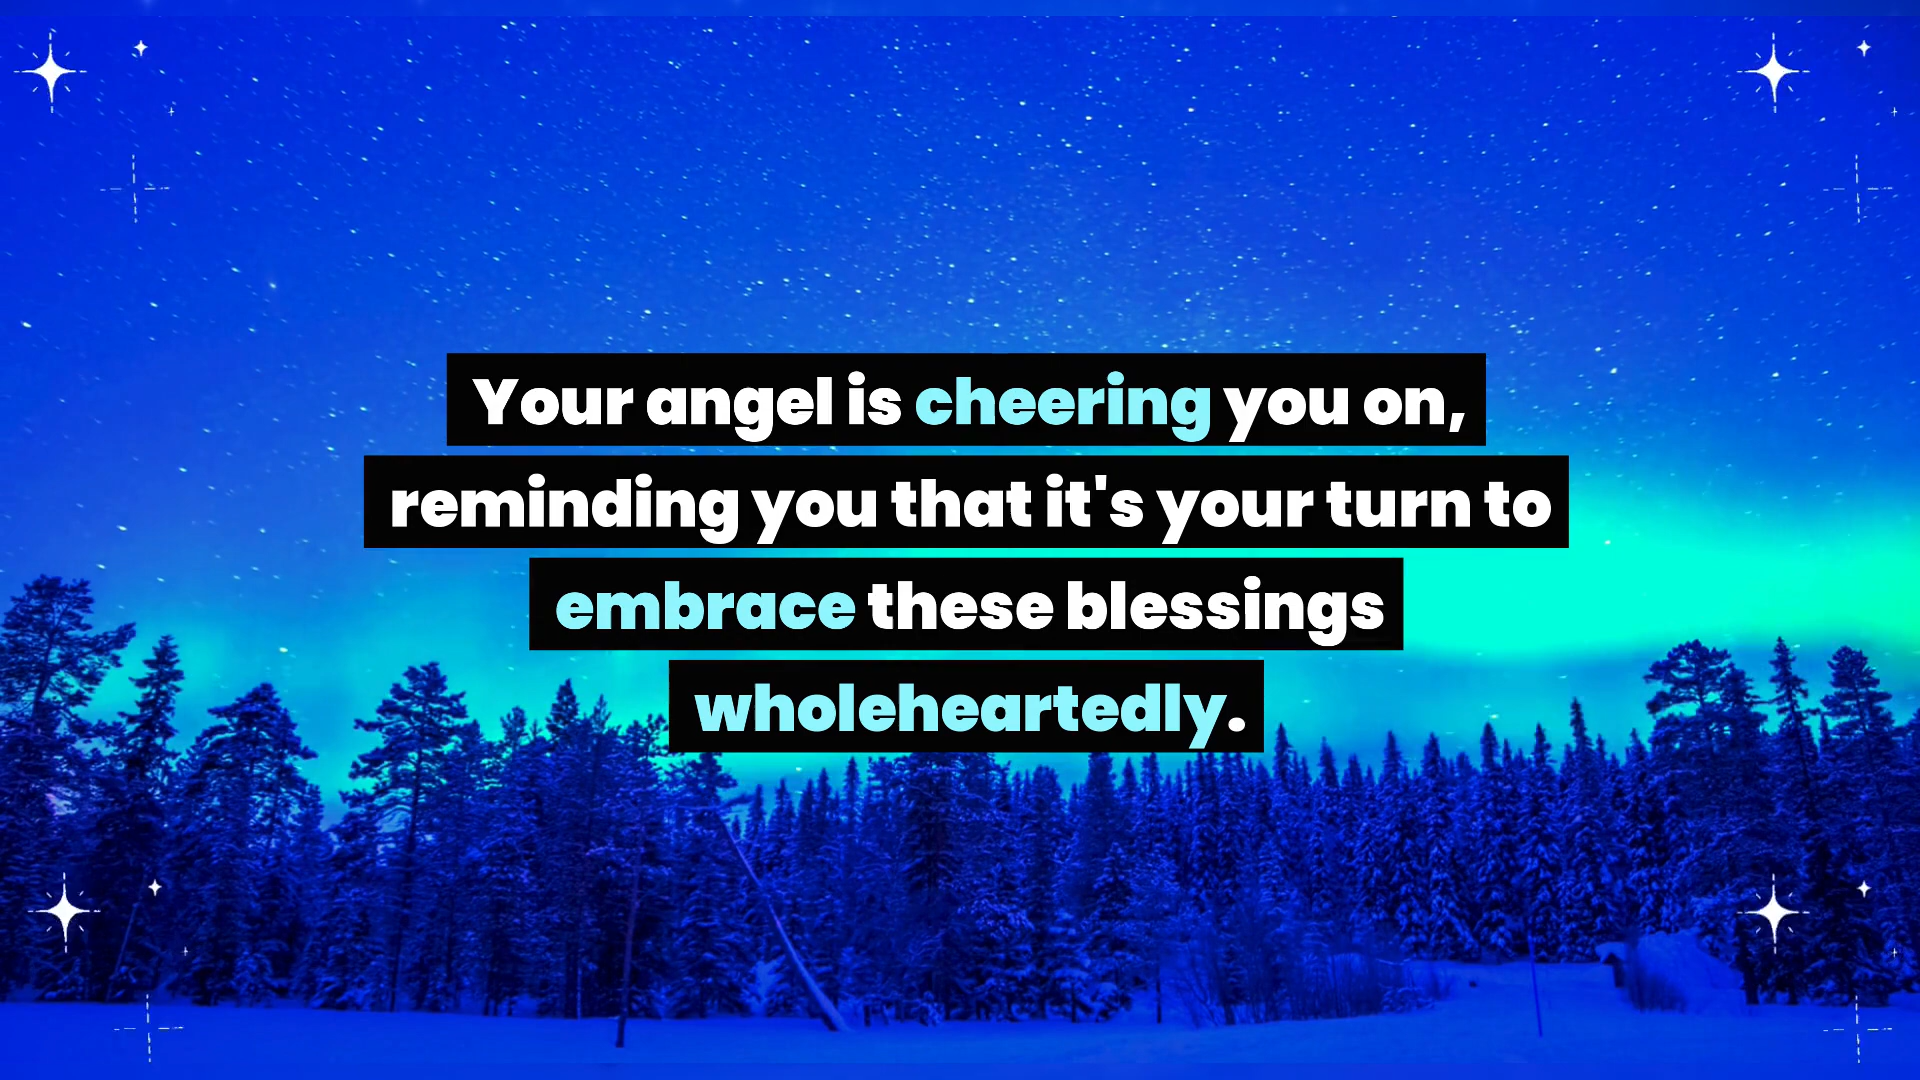 Your angel is cheering you on,
reminding you that it's your turn to
embrace these blessings
wholeheartedly.